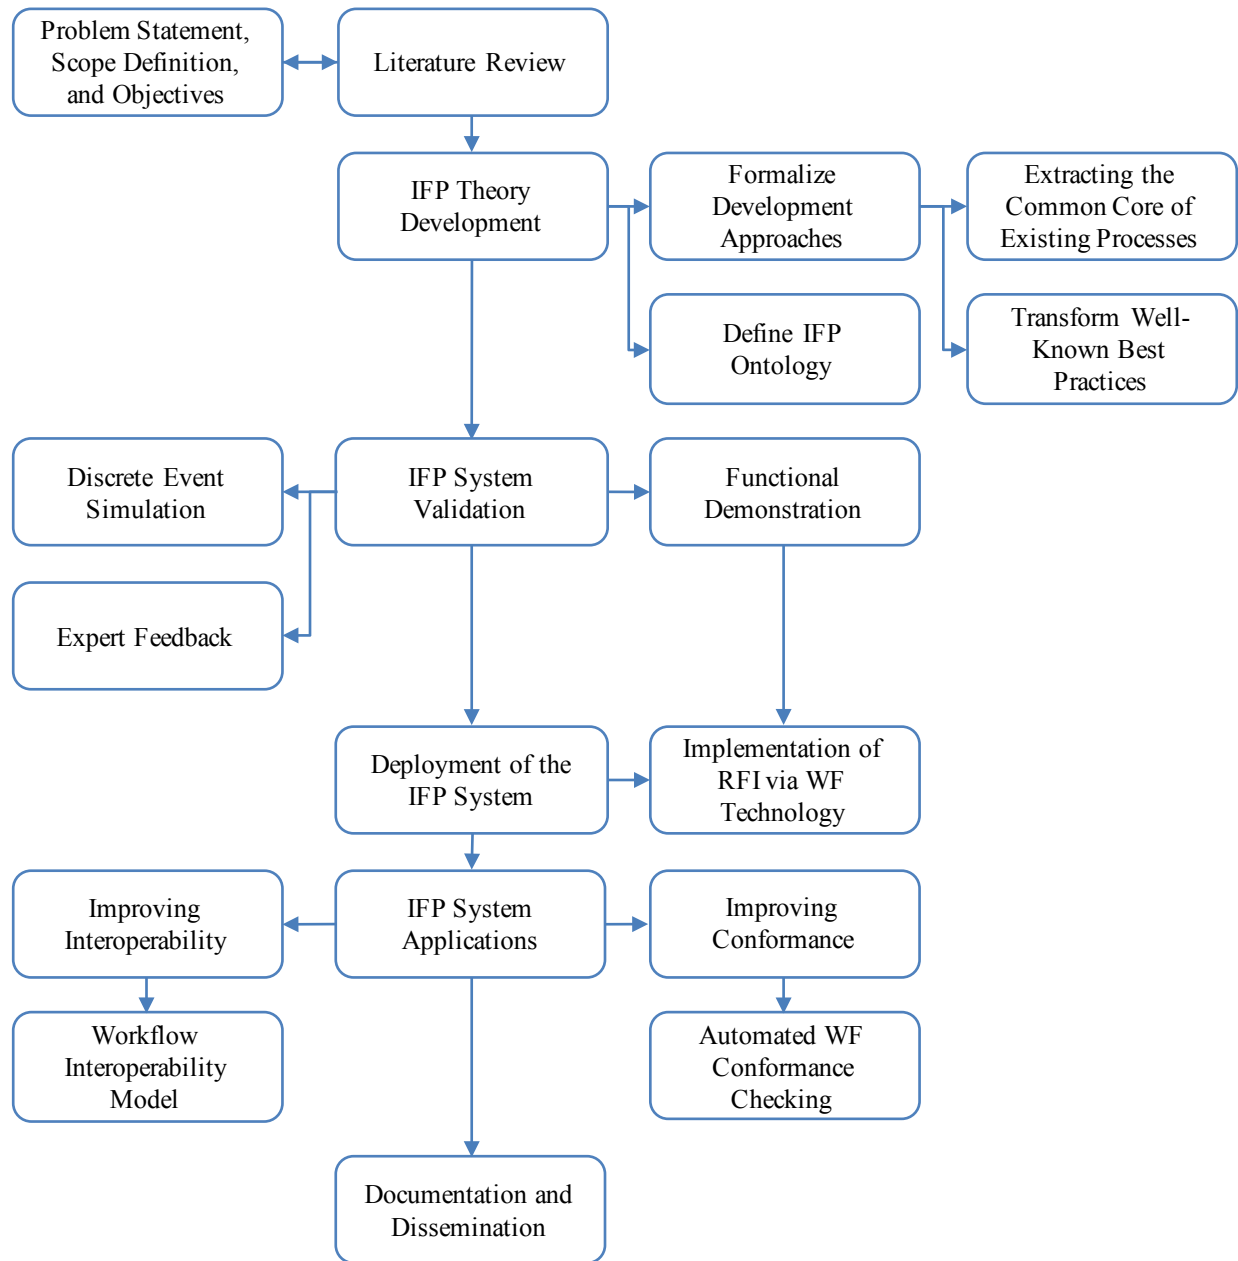 Problem Statement,
Scope Definition,
and Objectives
Literature Review
IFP Theory
Development
Formalize
Development
Approaches
Extracting the
Common Core of
Existing Processes
Define IFP
Ontology
Transform Well-
Known Best
Practices
Discrete Event
Simulation
IFP System
Validation
Functional
Demonstration
Expert Feedback
Deployment of the
IFP System
Implementation of
RFI via WF
Technology
Improving
Interoperability
IFP System
Applications
Improving
Conformance
Workflow
Interoperability
Model
Automated WF
Conformance
Checking
Documentation and
Dissemination